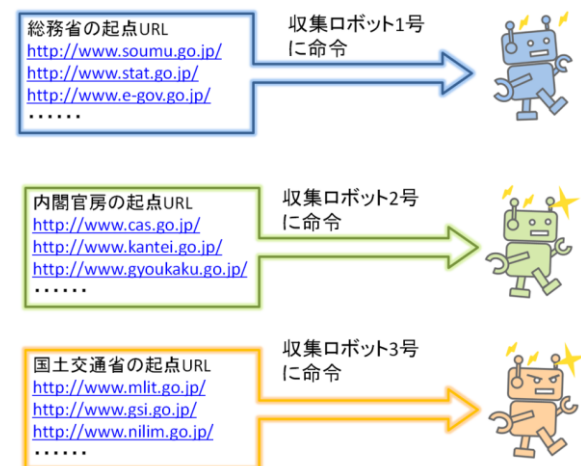 総務省の起点URL
http://www.soumu.go.jp/
http://www.stat.go.jp/
http://www.e-gov.go.jp/
・・・・・・
収集ロボット1号
に命令
内閣官房の起点URL
http://www.cas.go.jp/
http://www.kantei.go.jp/
http://www.gyoukaku.go.jp/
・・・・・・
収集ロボット2号
に命令
国土交通省の起点URL
http://www.mlit.go.jp/
http://www.gsi.go.jp/
http://www.nilim.go.jp/
・・・・・・
収集ロボット3号
に命令